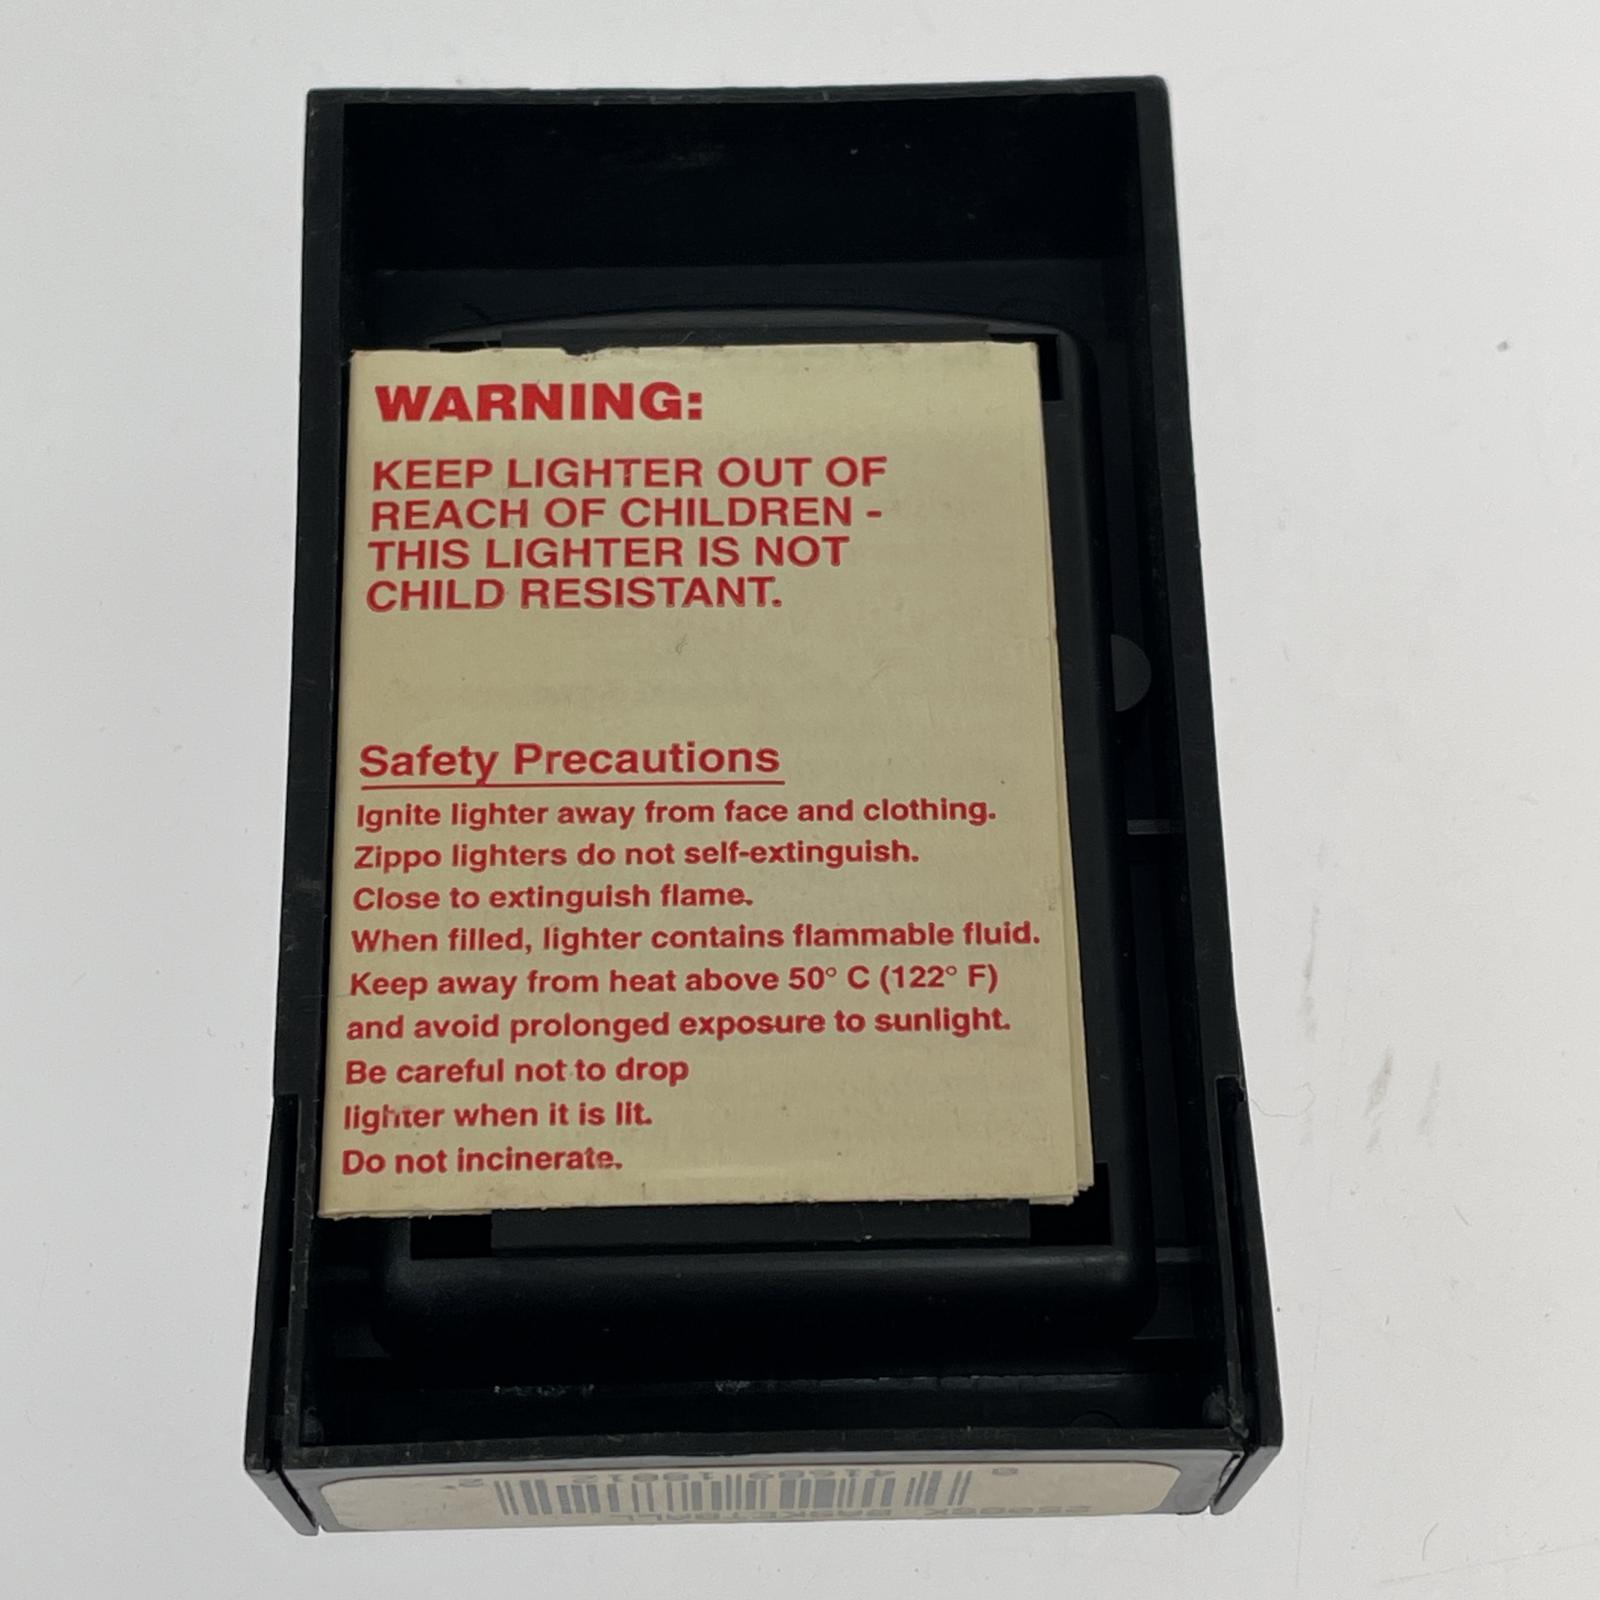 WARNING:
KEEP LIGHTER OUT OF
REACH OF CHILDREN -
THIS LIGHTER IS NOT
CHILD RESISTANT.
Safety Precautions
Ignite lighter away from face and clothing.
Zippo lighters do not self-extinguish.
Close to extinguish flame.
When filled, lighter contains flammable fluid.
Keep away from heat above 50° C (122° F)
and avoid prolonged exposure to sunlight.
Be careful not to drop
lighter when it is lit.
Do not incinerate.
BASKETBALL